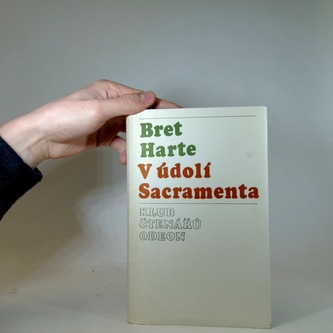 Bret
Harte
V údolí
Sacramenta
KLUB
ČTENÁŘŮ
ODEON